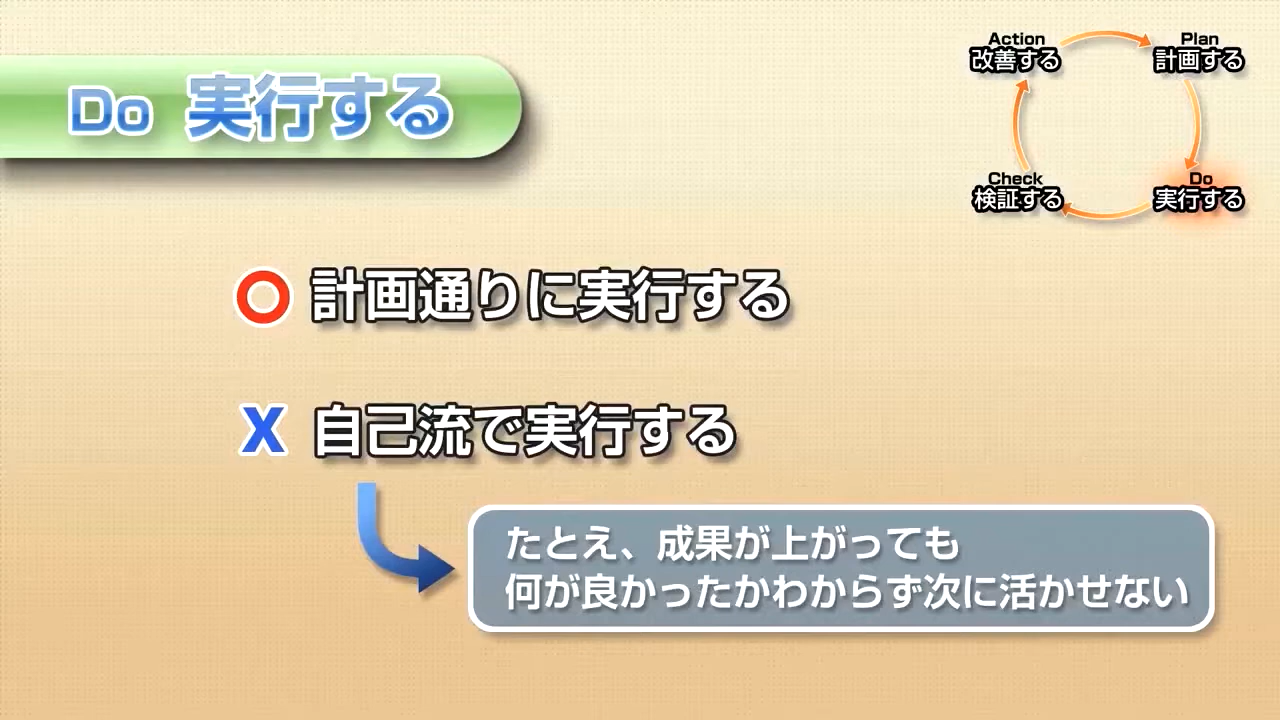 Do 実行する
Action
改善する
Plan
計画する
Check
検証する
Do
実行する
○ 計画通りに実行する
X 自己流で実行する
たとえ、成果が上がっても
何が良かったかわからず次に活かせない